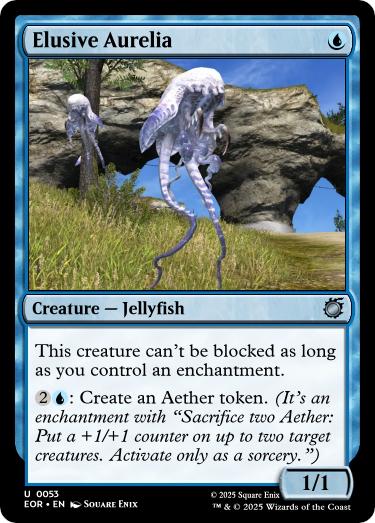 Elusive Aurelia
Creature — Jellyfish
This creature can't be blocked as long
as you control an enchantment.
2: Create an Aether token. (It's an
enchantment with “Sacrifice two Aether:
Put a +1/+1 counter on up to two target
creatures. Activate only as a sorcery.”)
1/1
U 0053
EOR • EN SQUARE ENIX
© 2025 Square Enix
™ & © 2025 Wizards of the Coast